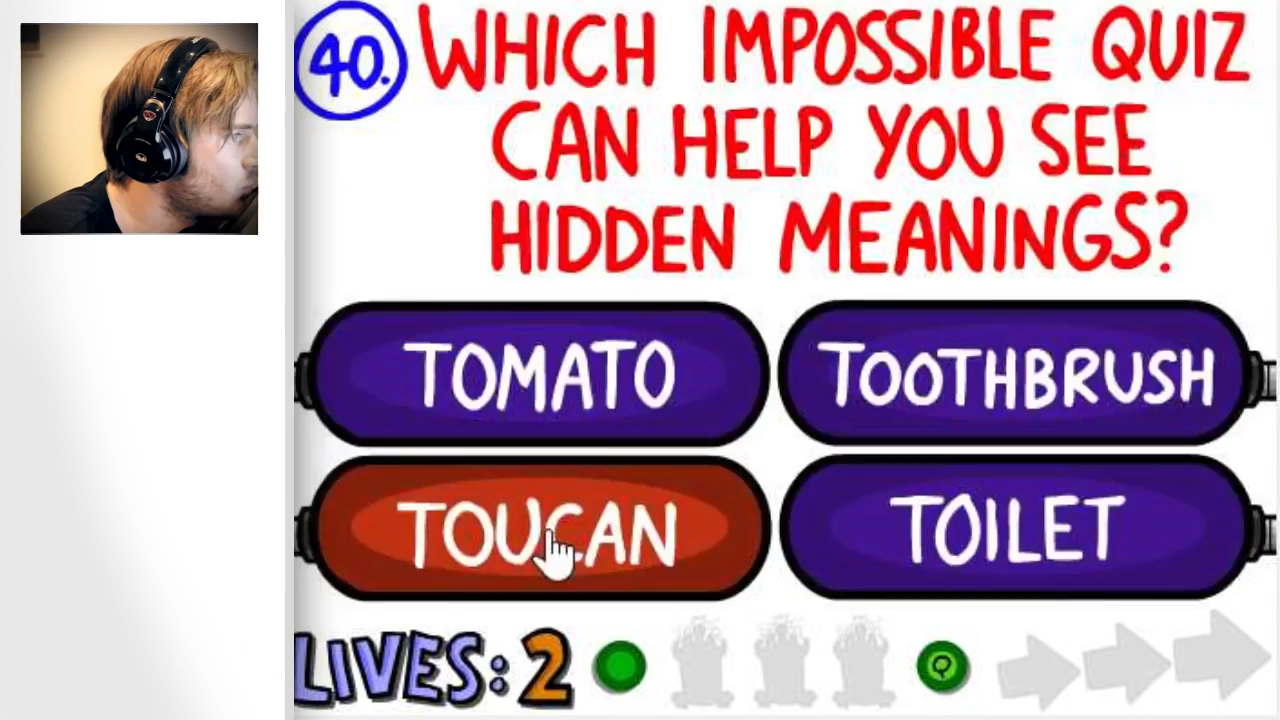 40. WHICH IMPOSSIBLE QUIZ
CAN HELP YOU SEE
HIDDEN MEANINGS?
TOMATO
TOOTHBRUSH
TOUCAN
TOILET
LIVES: 2